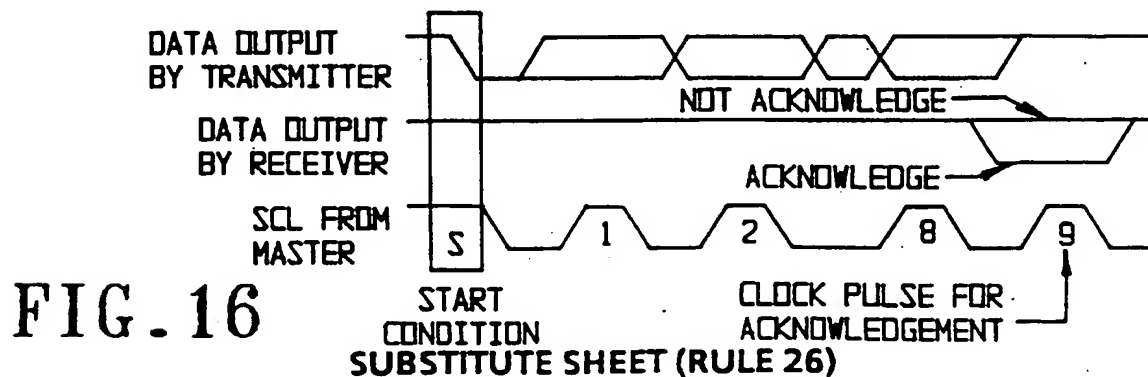 DATA OUTPUT
BY TRANSMITTER
NOT ACKNOWLEDGE
DATA OUTPUT
BY RECEIVER
ACKNOWLEDGE
SCL FROM
MASTER
S
1
2
8
9
START
CONDITION
CLOCK PULSE FOR
ACKNOWLEDGEMENT
FIG. 16
SUBSTITUTE SHEET (RULE 26)